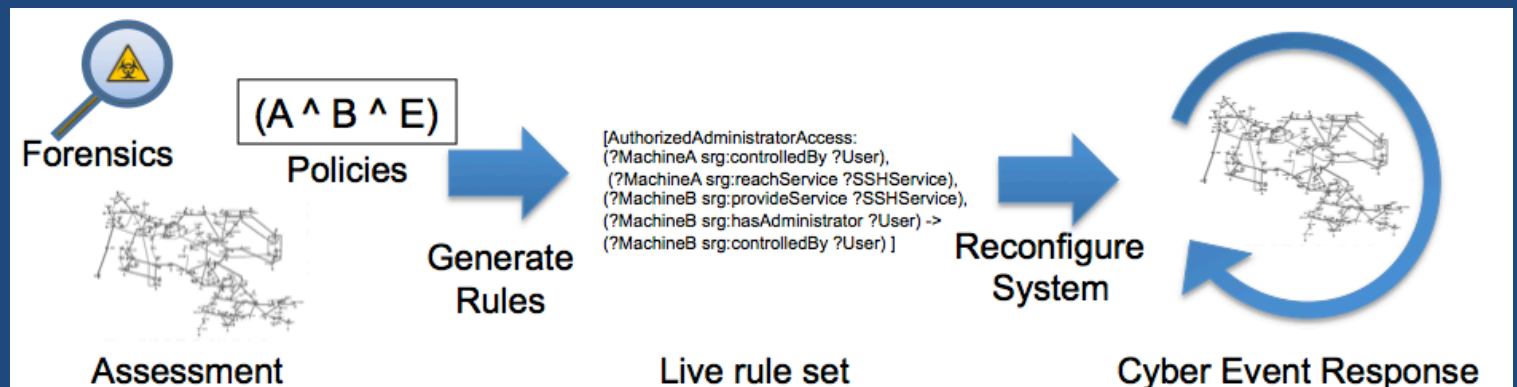 Forensics
(A ^ B ^ E)
Policies
Assessment
Generate
Rules
[AuthorizedAdministratorAccess:
(?MachineA srg:controlledBy ?User),
(?MachineA srg:reachService ?SSHService),
(?MachineB srg:provideService ?SSHService),
(?MachineB srg:hasAdministrator ?User) ->
(?MachineB srg:controlledBy ?User) ]
Live rule set
Reconfigure
System
Cyber Event Response